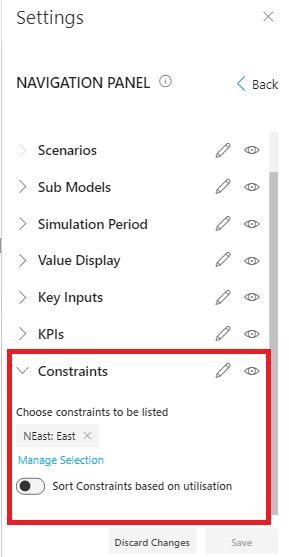 Settings
NAVIGATION PANEL
Back
Scenarios
Sub Models
Simulation Period
Value Display
Key Inputs
KPIs
Constraints
Choose constraints to be listed
NEast: East
Manage Selection
Sort Constraints based on utilisation
Discard Changes
Save